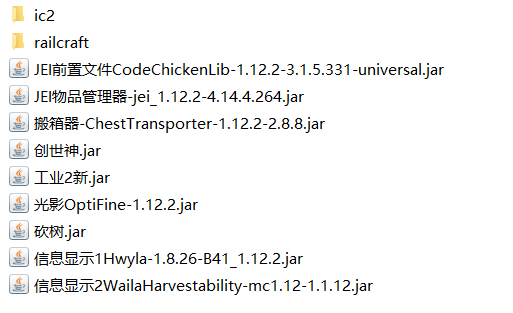 ic2
railcraft
JEI前置文件CodeChickenLib-1.12.2-3.1.5.331-universal.jar
JEI物品管理器-jei_1.12.2-4.14.4.264.jar
搬箱器-ChestTransporter-1.12.2-2.8.8.jar
创世神.jar
工业2新.jar
光影OptiFine-1.12.2.jar
砍树.jar
信息显示1Hwyla-1.8.26-B41_1.12.2.jar
信息显示2WailaHarvestability-mc1.12-1.1.12.jar